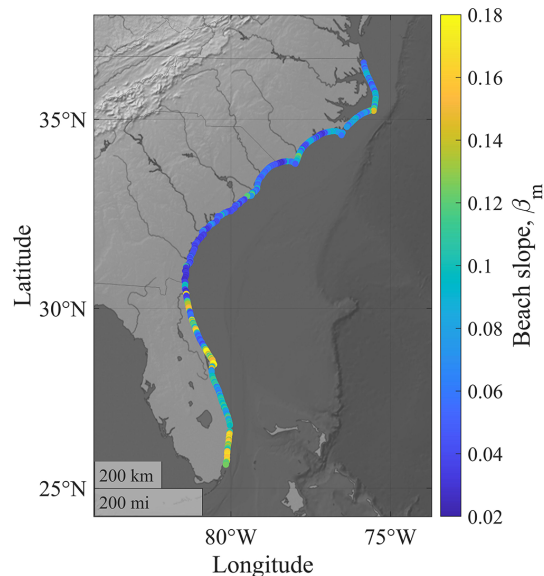 Latitude
35°N
30°N
25°N
200 km
200 mi
80°W
75°W
Longitude
0.18
0.16
0.14
0.12
0.1
0.08
0.06
0.04
0.02
Beach slope, βm